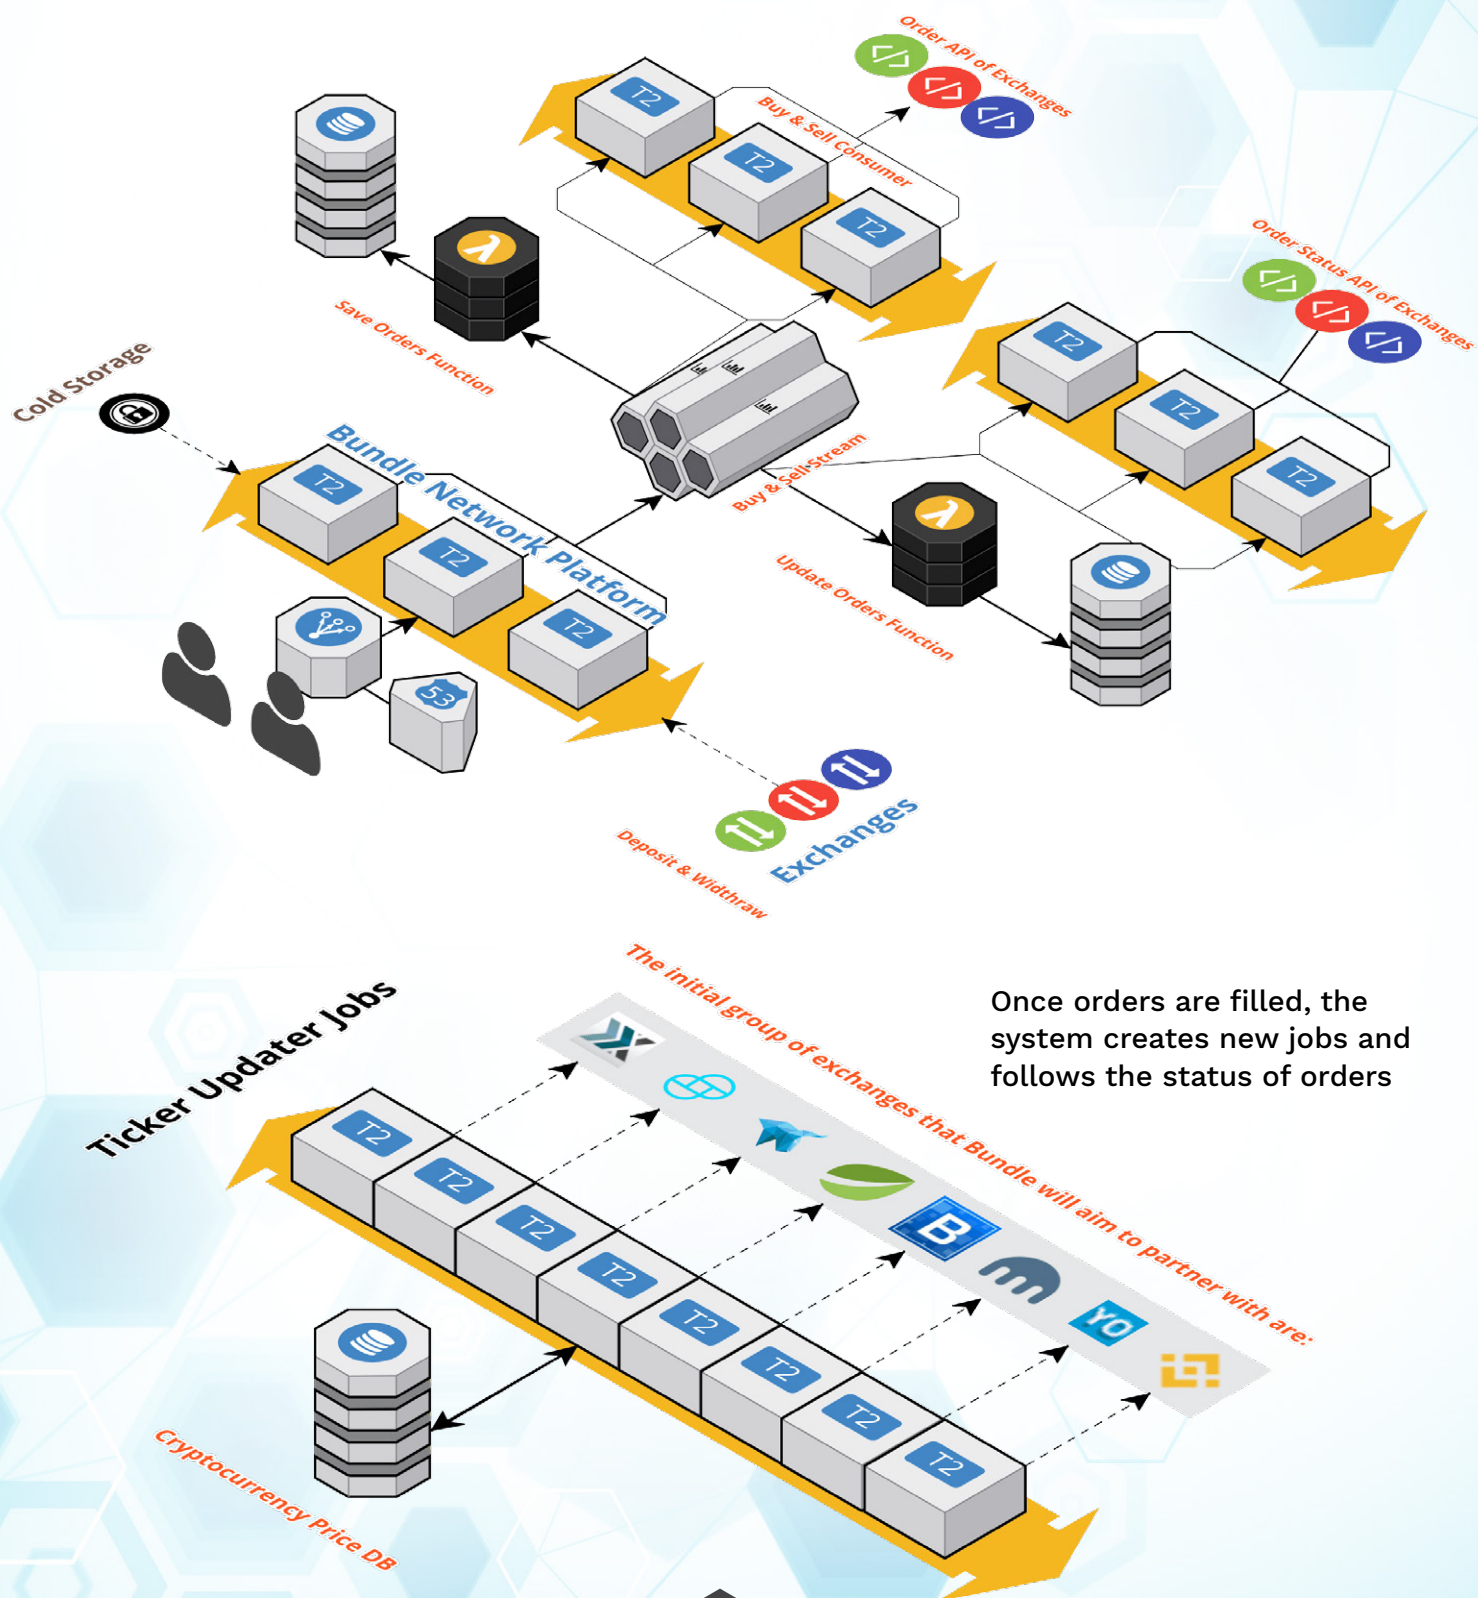 Order API of Exchanges
T2
Buy & Sell Consumer
T2
T2
Order Status API of Exchanges
Save Orders Function
T2
T2
T2
Cold Storage
Buy & Sell Stream
Bundle Network Platform
T2
T2
T2
Update Orders Function
53
Exchanges
Deposit & Widthraw
The initial group of exchanges that Bundle will aim to partner with are:
Once orders are filled, the
system creates new jobs and
follows the status of orders
Ticker Updater Jobs
T2
T2
T2
T2
T2
T2
T2
T2
B
YO
Cryptocurrency Price DB